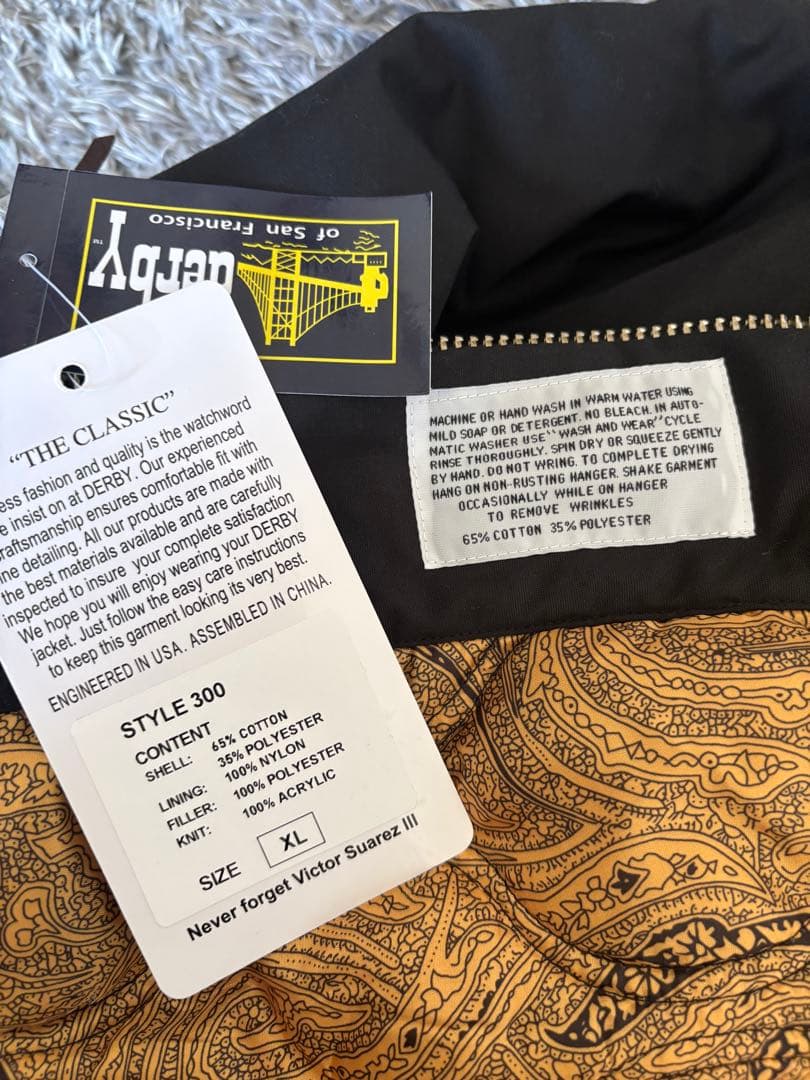 derby TM
of San Francisco
"THE CLASSIC"
ess fashion and quality is the watchword
e insist on at DERBY. Our experienced
raftsmanship ensures comfortable fit with
ine detailing. All our products are made with
the best materials available and are carefully
inspected to insure your complete satisfaction
We hope you will enjoy wearing your DERBY
jacket. Just follow the easy care instructions
to keep this garment looking its very best.
ENGINEERED IN USA. ASSEMBLED IN CHINA.
STYLE 300
CONTENT
SHELL: 65% COTTON
35% POLYESTER
LINING: 100% NYLON
FILLER: 100% POLYESTER
KNIT: 100% ACRYLIC
SIZE XL
Never forget Victor Suarez III
MACHINE OR HAND WASH IN WARM WATER USING
MILD SOAP OR DETERGENT. NO BLEACH. IN AUTO-
MATIC WASHER USE "WASH AND WEAR" CYCLE
RINSE THOROUGHLY. SPIN DRY OR SQUEEZE GENTLY
BY HAND. DO NOT WRING. TO COMPLETE DRYING
HANG ON NON-RUSTING HANGER. SHAKE GARMENT
OCCASIONALLY WHILE ON HANGER
TO REMOVE WRINKLES
65% COTTON 35% POLYESTER